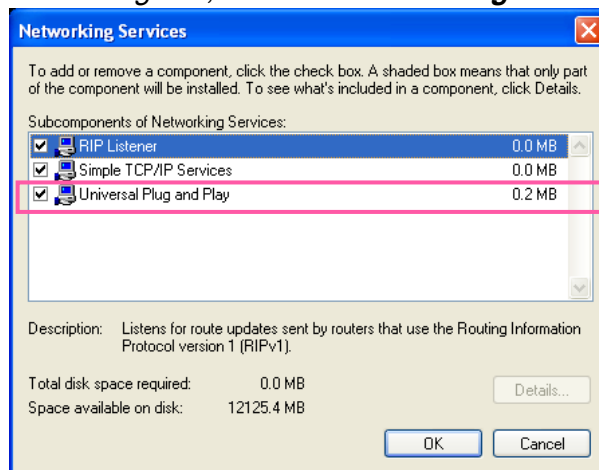 Networking Services
To add or remove a component, click the check box. A shaded box means that only part
of the component will be installed. To see what's included in a component, click Details.
Subcomponents of Networking Services:
RIP Listener 0.0 MB
Simple TCP/IP Services 0.0 MB
Universal Plug and Play 0.2 MB
Description: Listens for route updates sent by routers that use the Routing Information
Protocol version 1 (RIPv1).
Total disk space required: 0.0 MB
Details...
Space available on disk: 12125.4 MB
OK Cancel